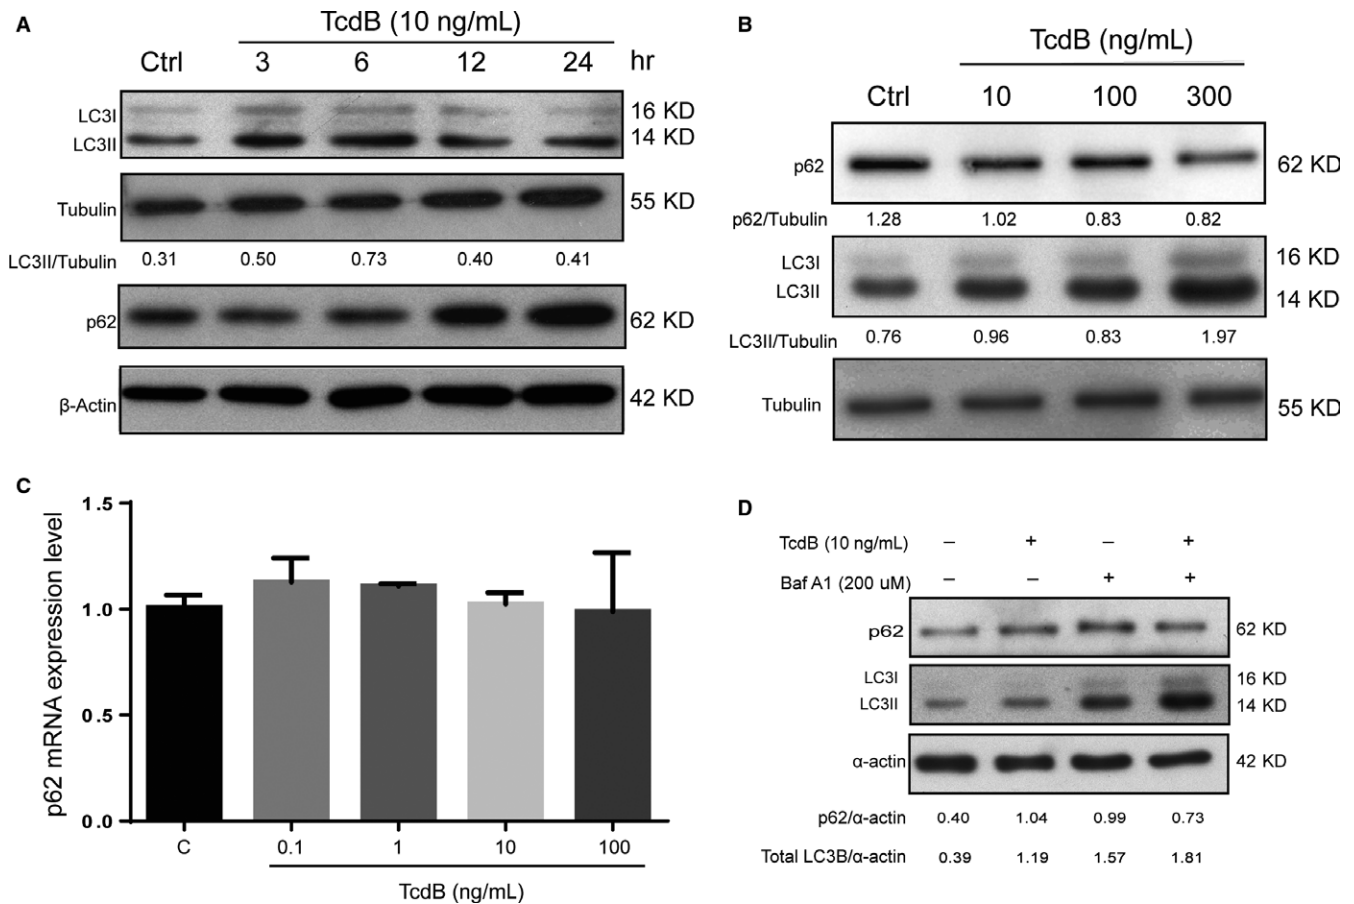 A
TcdB (10 ng/mL)
Ctrl 3 6 12 24 hr
LC3I 16 KD
LC3II 14 KD
Tubulin 55 KD
LC3II/Tubulin 0.31 0.50 0.73 0.40 0.41
p62 62 KD
β-Actin 42 KD
B
TcdB (ng/mL)
Ctrl 10 100 300
p62 62 KD
p62/Tubulin 1.28 1.02 0.83 0.82
LC3I 16 KD
LC3II 14 KD
LC3II/Tubulin 0.76 0.96 0.83 1.97
Tubulin 55 KD
C
p62 mRNA expression level
1.5
1.0
0.5
0.0
C 0.1 1 10 100
TcdB (ng/mL)
D
TcdB (10 ng/mL) – + – +
Baf A1 (200 uM) – – + +
p62 62 KD
LC3I 16 KD
LC3II 14 KD
α-actin 42 KD
p62/α-actin 0.40 1.04 0.99 0.73
Total LC3B/α-actin 0.39 1.19 1.57 1.81